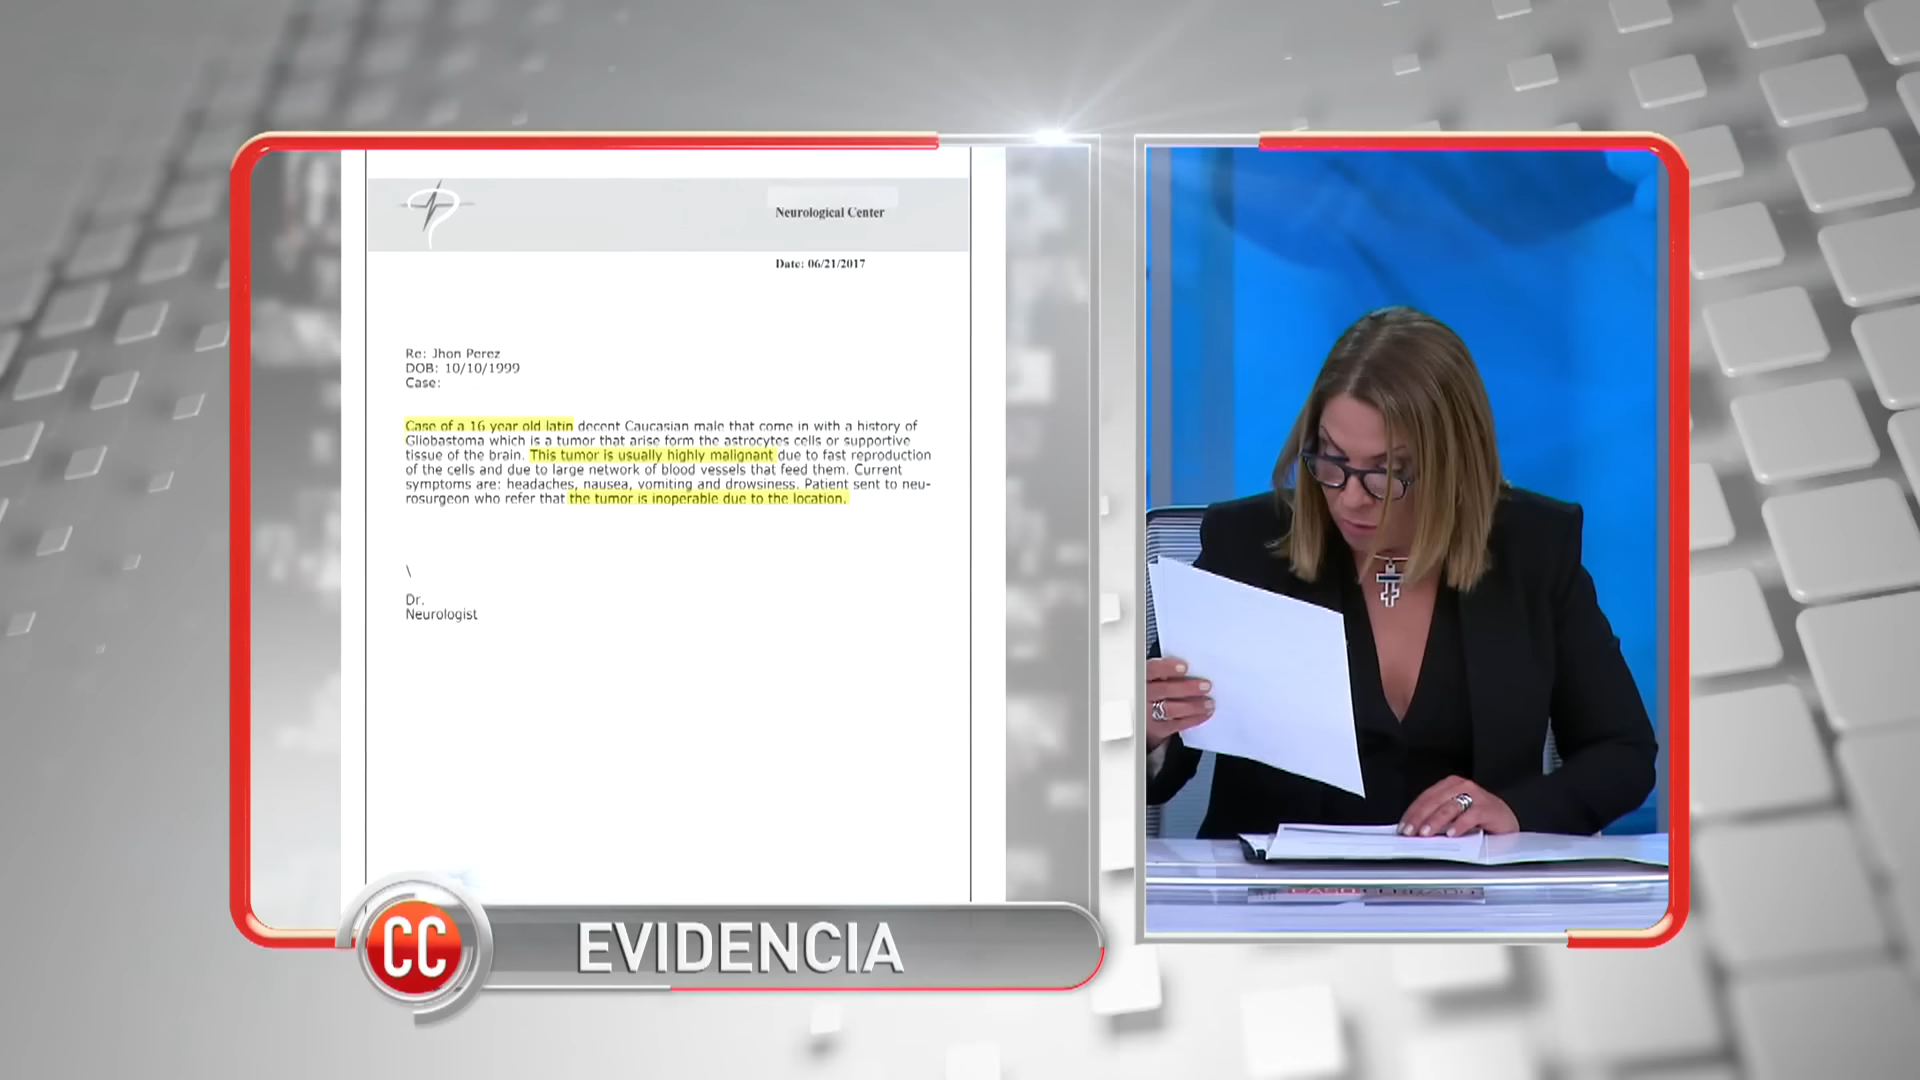 Neurological Center
Date: 06/21/2017
Re: Jhon Perez
DOB: 10/10/1999
Case:
Case of a 16 year old latin decent Caucasian male that come in with a history of
Gliobastoma which is a tumor that arise form the astrocytes cells or supportive
tissue of the brain. This tumor is usually highly malignant due to fast reproduction
of the cells and due to large network of blood vessels that feed them. Current
symptoms are: headaches, nausea, vomiting and drowsiness. Patient sent to neu-
rosurgeon who refer that the tumor is inoperable due to the location.
\
Dr.
Neurologist
CC
EVIDENCIA